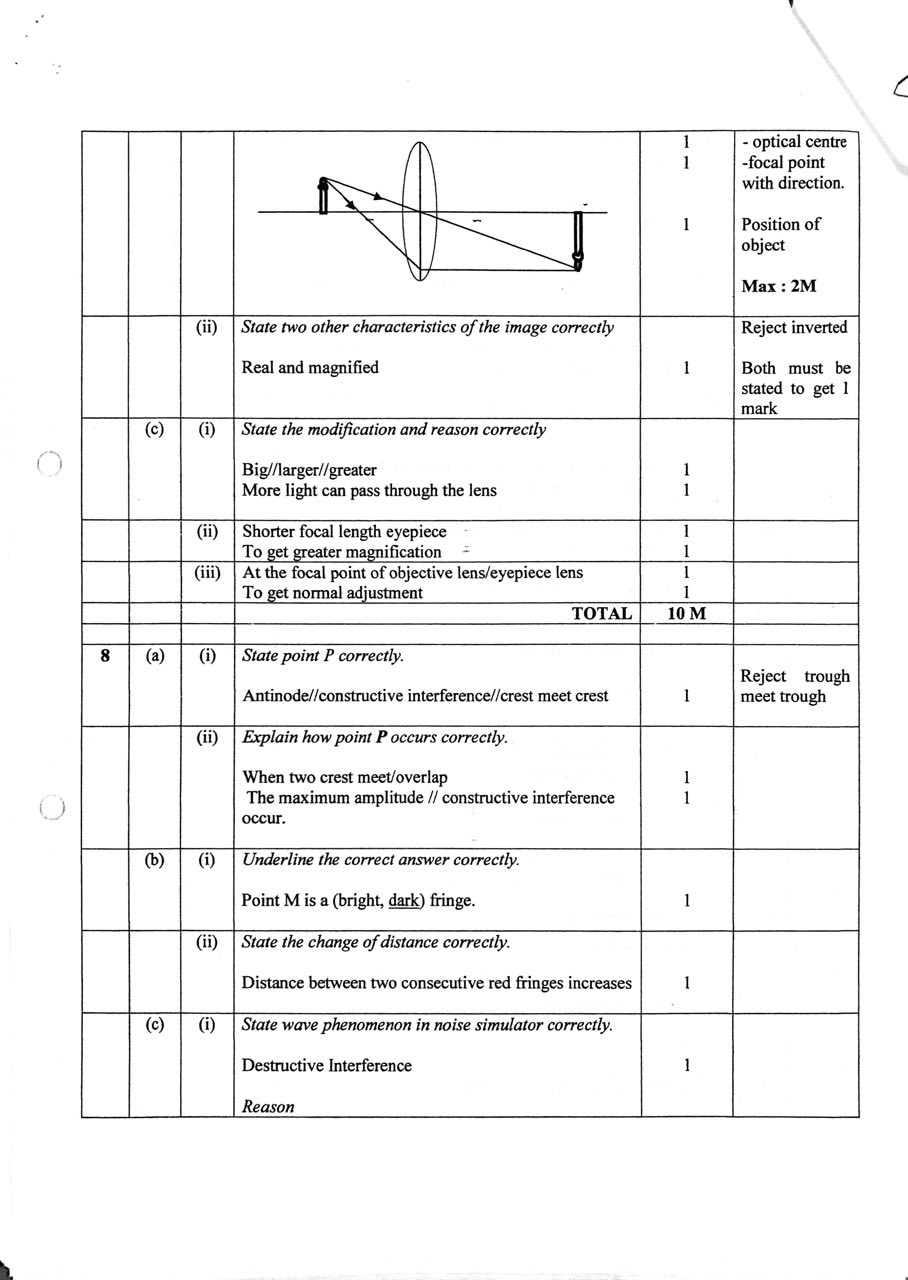 1 - optical centre
1 -focal point
with direction.
1 Position of
object
Max : 2M
(ii) State two other characteristics of the image correctly Reject inverted
Real and magnified 1 Both must be
stated to get 1
mark
(c) (i) State the modification and reason correctly
Big//larger//greater 1
More light can pass through the lens 1
(ii) Shorter focal length eyepiece 1
To get greater magnification 1
(iii) At the focal point of objective lens/eyepiece lens 1
To get normal adjustment 1
TOTAL 10 M
8 (a) (i) State point P correctly.
Reject trough
Antinode//constructive interference//crest meet crest 1 meet trough
(ii) Explain how point P occurs correctly.
When two crest meet/overlap 1
The maximum amplitude // constructive interference 1
occur.
(b) (i) Underline the correct answer correctly.
Point M is a (bright, dark) fringe. 1
(ii) State the change of distance correctly.
Distance between two consecutive red fringes increases 1
(c) (i) State wave phenomenon in noise simulator correctly.
Destructive Interference 1
Reason